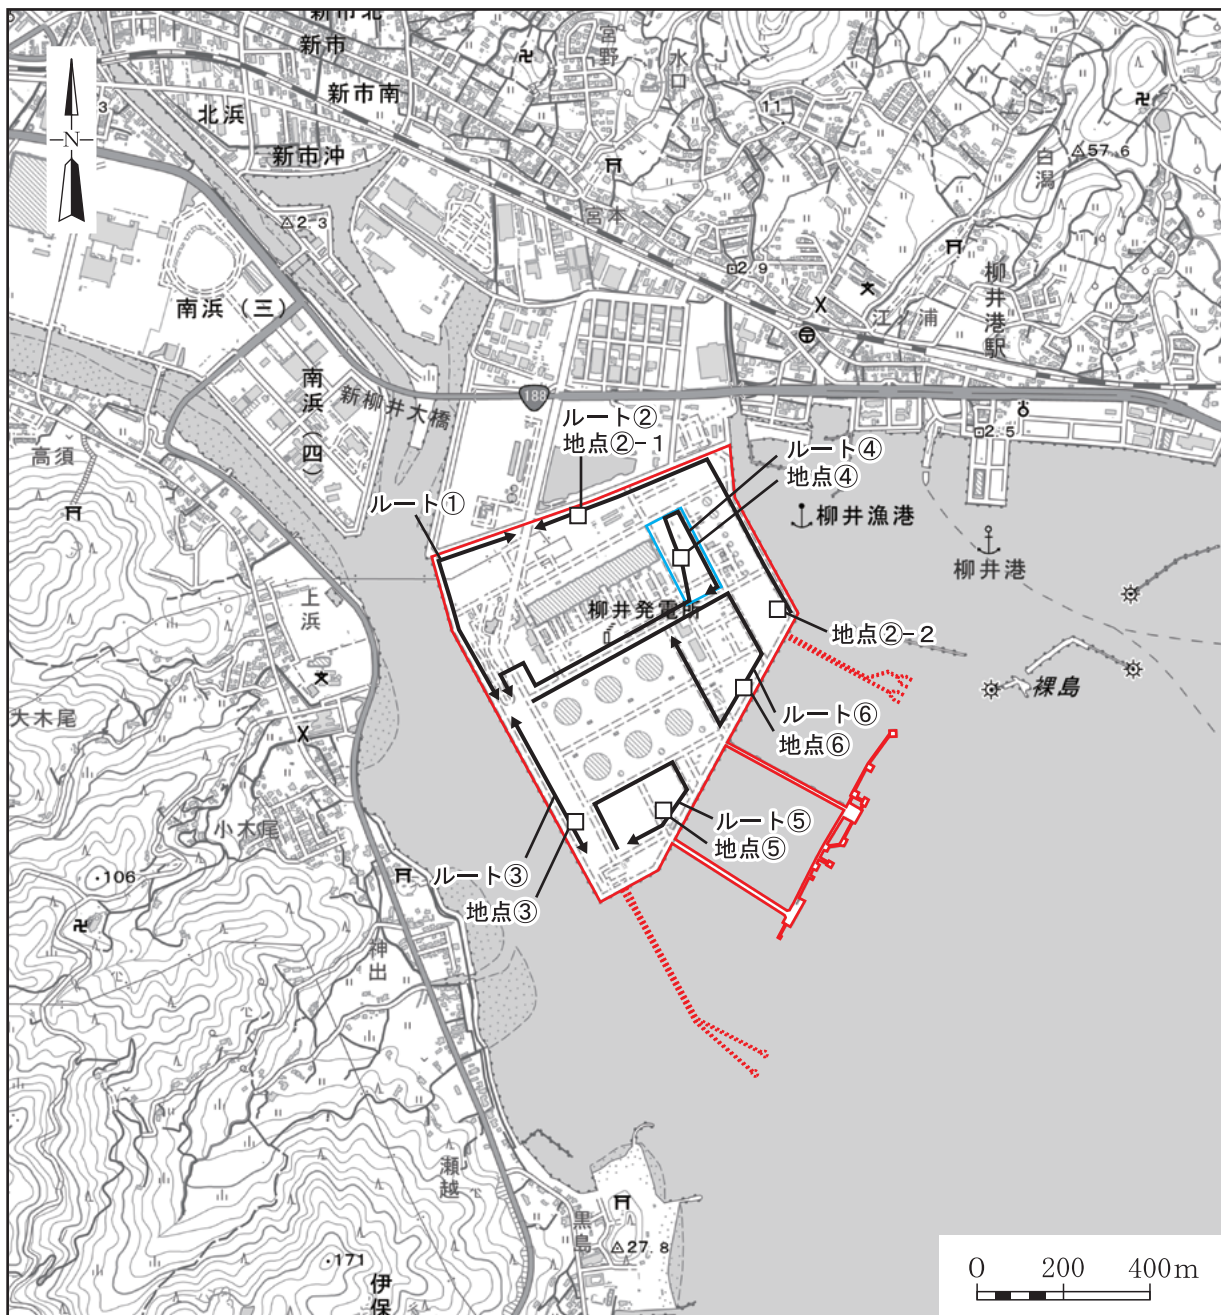 新市北
新市
宮野
水口
新市南
3
北浜
11
N
新市沖
白潟
57.6
宮本
2.3
2.9
柳井港駅
江ノ浦
南浜（三）
南浜（四）
新柳井大橋
188
ルート②
地点②-1
2.5
高須
ルート④
地点④
ルート①
柳井漁港
柳井港
上浜
柳井発電所
地点②-2
裸島
大木尾
ルート⑥
地点⑥
小木尾
ルート⑤
地点⑤
ルート③
106
地点③
神出
瀬越
黒島
27.8
171
伊保
0 200 400m